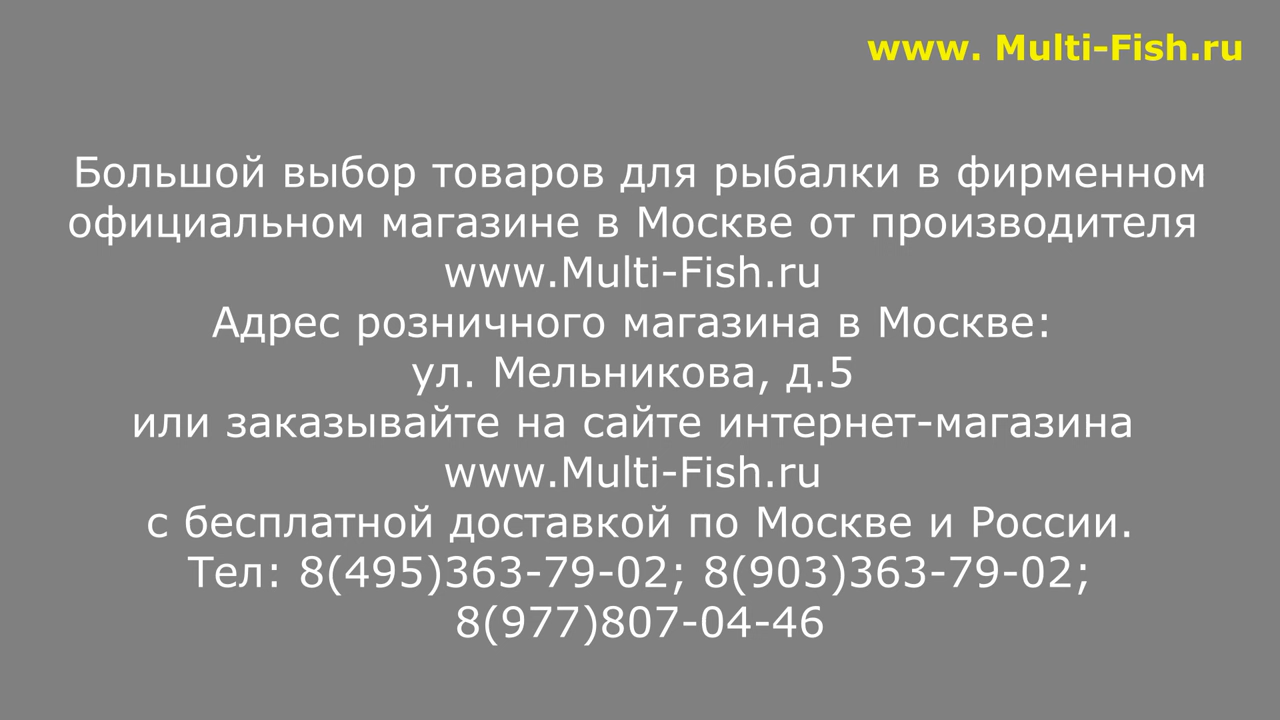 www. Multi-Fish.ru
Большой выбор товаров для рыбалки в фирменном
официальном магазине в Москве от производителя
www.Multi-Fish.ru
Адрес розничного магазина в Москве:
ул. Мельникова, д.5
или заказывайте на сайте интернет-магазина
www.Multi-Fish.ru
с бесплатной доставкой по Москве и России.
Тел: 8(495)363-79-02; 8(903)363-79-02;
8(977)807-04-46